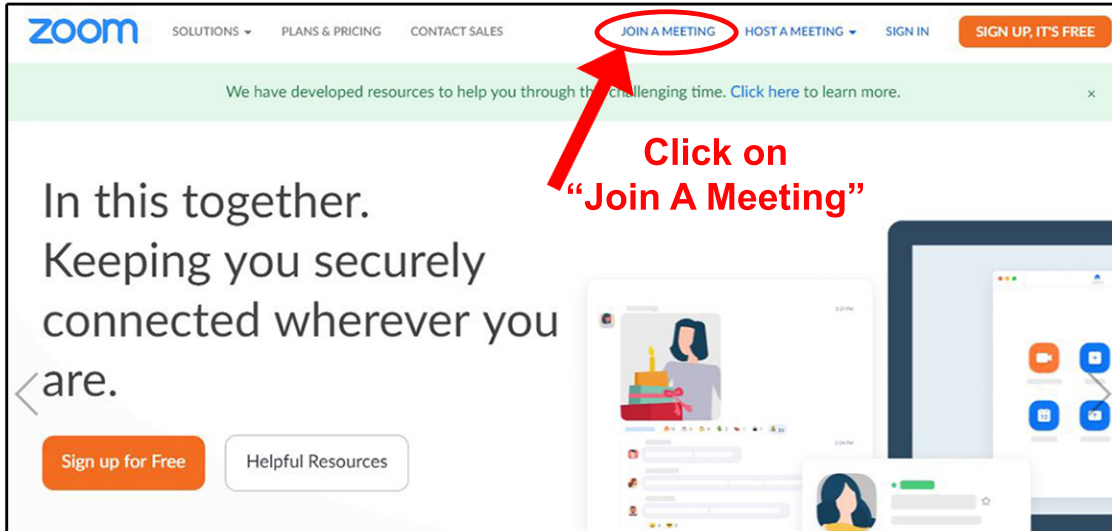 zoom
SOLUTIONS PLANS & PRICING CONTACT SALES JOIN A MEETING HOST A MEETING SIGN IN SIGN UP, IT'S FREE
We have developed resources to help you through challenging time. Click here to learn more. ×
Click on
“Join A Meeting”
In this together.
Keeping you securely
connected wherever you
are.
Sign up for Free Helpful Resources